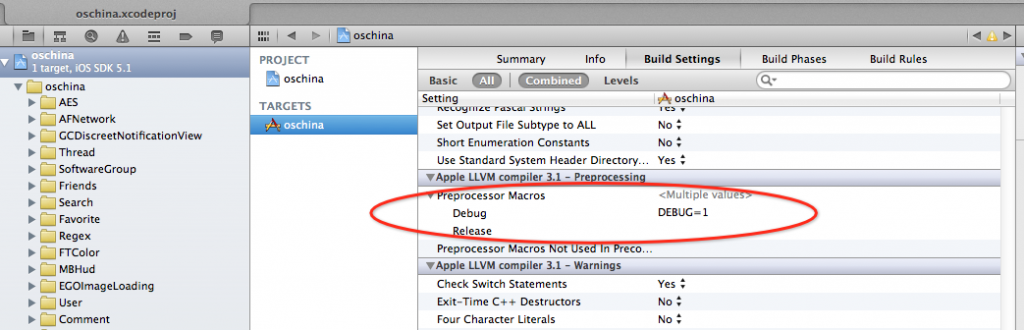 oschina.xcodeproj
oschina
oschina
1 target, iOS SDK 5.1
oschina
AES
AFNetwork
GCDiscreetNotificationView
Thread
SoftwareGroup
Friends
Search
Favorite
Regex
FTColor
MBHud
EGOImageLoading
User
Comment
PROJECT
oschina
TARGETS
oschina
Summary Info Build Settings Build Phases Build Rules
Basic All Combined Levels
Setting oschina
Recognize Pascal Strings Yes
Set Output File Subtype to ALL No
Short Enumeration Constants No
Use Standard System Header Directory... Yes
Apple LLVM compiler 3.1 - Preprocessing
Preprocessor Macros <Multiple values>
Debug DEBUG=1
Release
Preprocessor Macros Not Used In Preco...
Apple LLVM compiler 3.1 - Warnings
Check Switch Statements Yes
Exit-Time C++ Destructors No
Four Character Literals No